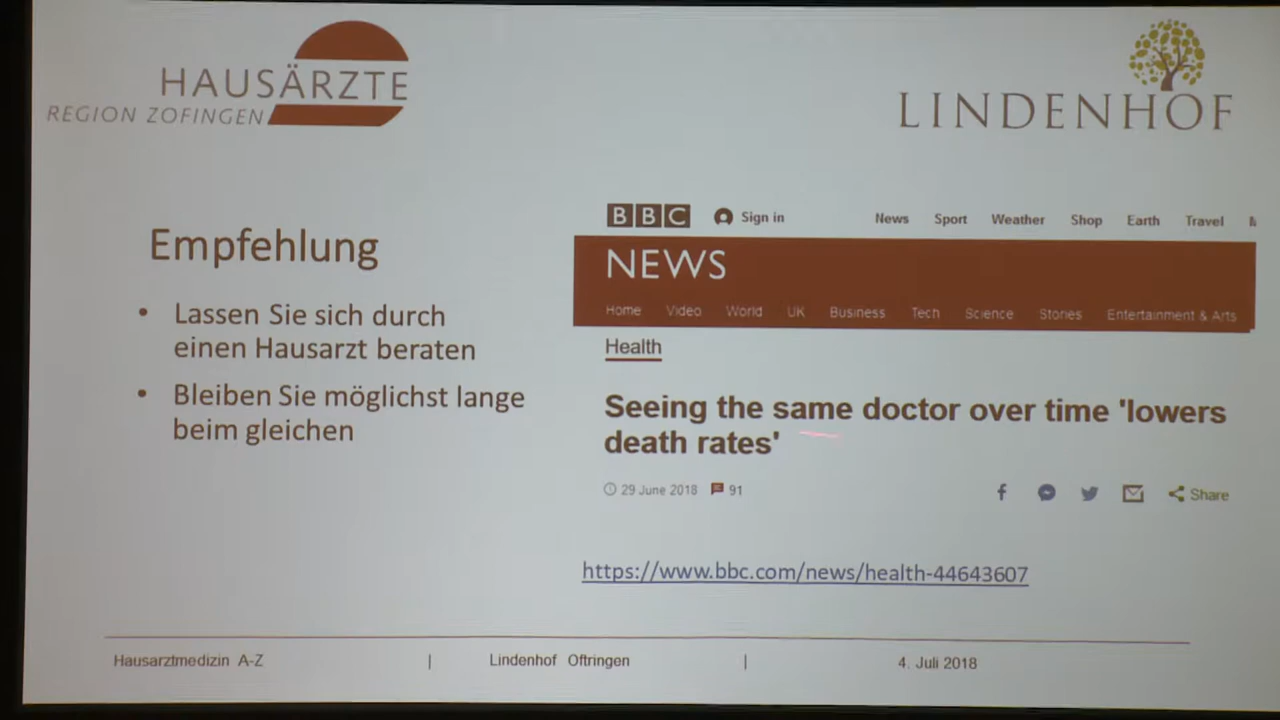 HAUSÄRZTE
REGION ZOFINGEN
LINDENHOF
Empfehlung
• Lassen Sie sich durch
einen Hausarzt beraten
• Bleiben Sie möglichst lange
beim gleichen
BBC Sign in News Sport Weather Shop Earth Travel
NEWS
Home Video World UK Business Tech Science Stories Entertainment & Arts
Health
Seeing the same doctor over time 'lowers
death rates'
29 June 2018 91 Share
https://www.bbc.com/news/health-44643607
Hausarztmedizin A-Z | Lindenhof Oftringen | 4. Juli 2018